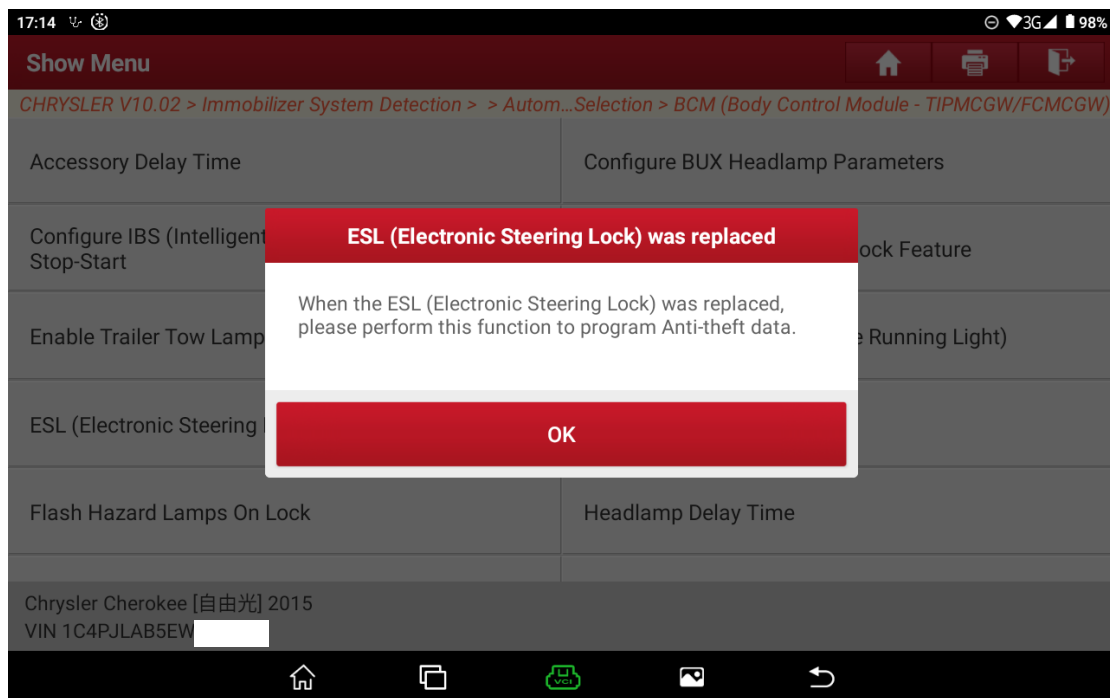 17:14
3G 98%
Show Menu
CHRYSLER V10.02 > Immobilizer System Detection > > Autom...Selection > BCM (Body Control Module - TIPMCGW/FCMCGW)
Accessory Delay Time
Configure BUX Headlamp Parameters
Configure IBS (Intelligent
Stop-Start
ock Feature
ESL (Electronic Steering Lock) was replaced
When the ESL (Electronic Steering Lock) was replaced,
please perform this function to program Anti-theft data.
Enable Trailer Tow Lamp
Running Light)
ESL (Electronic Steering
OK
Flash Hazard Lamps On Lock
Headlamp Delay Time
Chrysler Cherokee [自由光] 2015
VIN 1C4PJLAB5EW
VCI